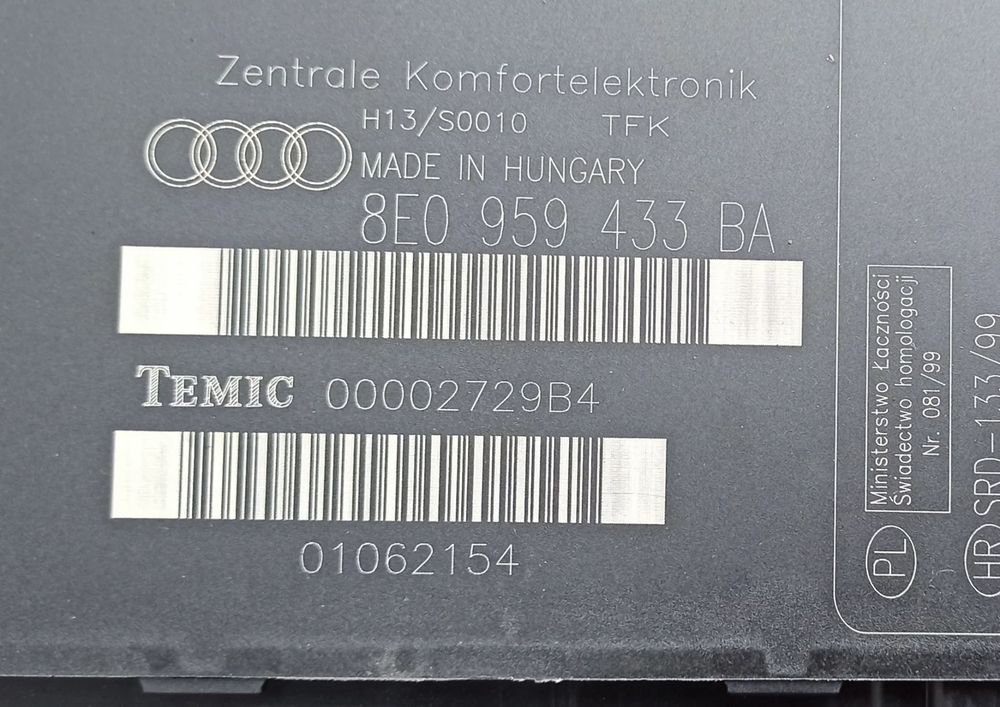 Zentrale Komfortelektronik
H13/S0010 TFK
MADE IN HUNGARY
8E0 959 433 BA
TEMIC 00002729B4
01062154
Ministerstwo Łączności
Świadectwo homologacji
Nr. 081/99
PL
HR SRD-133/99